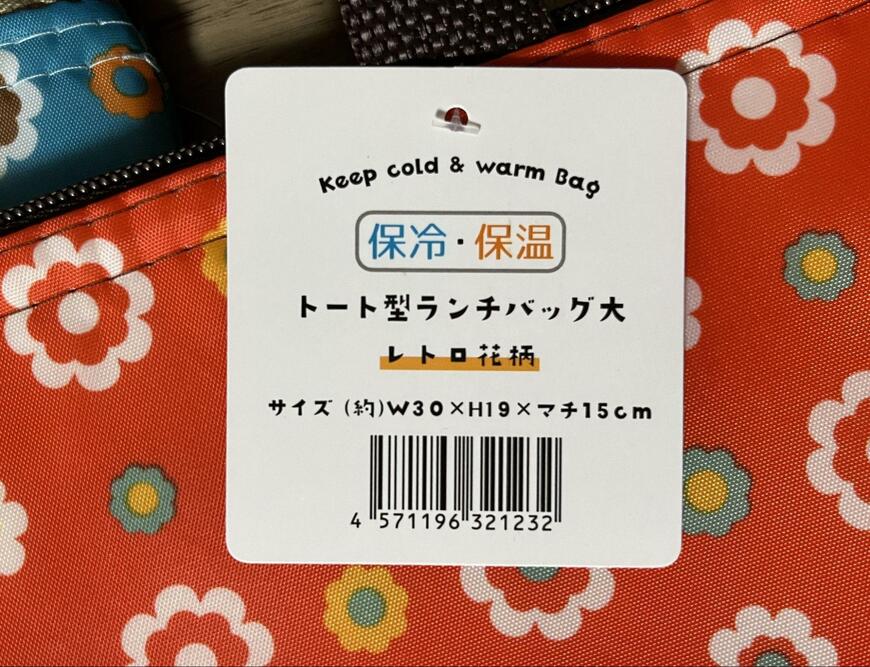 Keep cold & warm Bag
保冷・保温
トート型ランチバッグ大
レトロ花柄
サイズ (約)W30×H19×マチ15cm
4 571196 321232